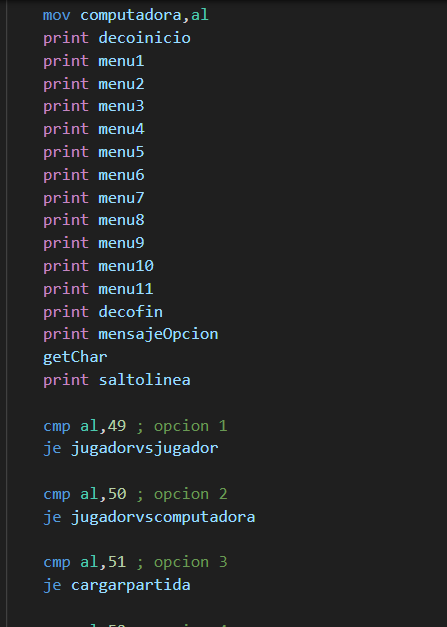 mov computadora,al
print decoinicio
print menu1
print menu2
print menu3
print menu4
print menu5
print menu6
print menu7
print menu8
print menu9
print menu10
print menu11
print decofin
print mensajeOpcion
getChar
print saltolinea
cmp al,49 ; opcion 1
je jugadorvsjugador
cmp al,50 ; opcion 2
je jugadorvscomputadora
cmp al,51 ; opcion 3
je cargarpartida